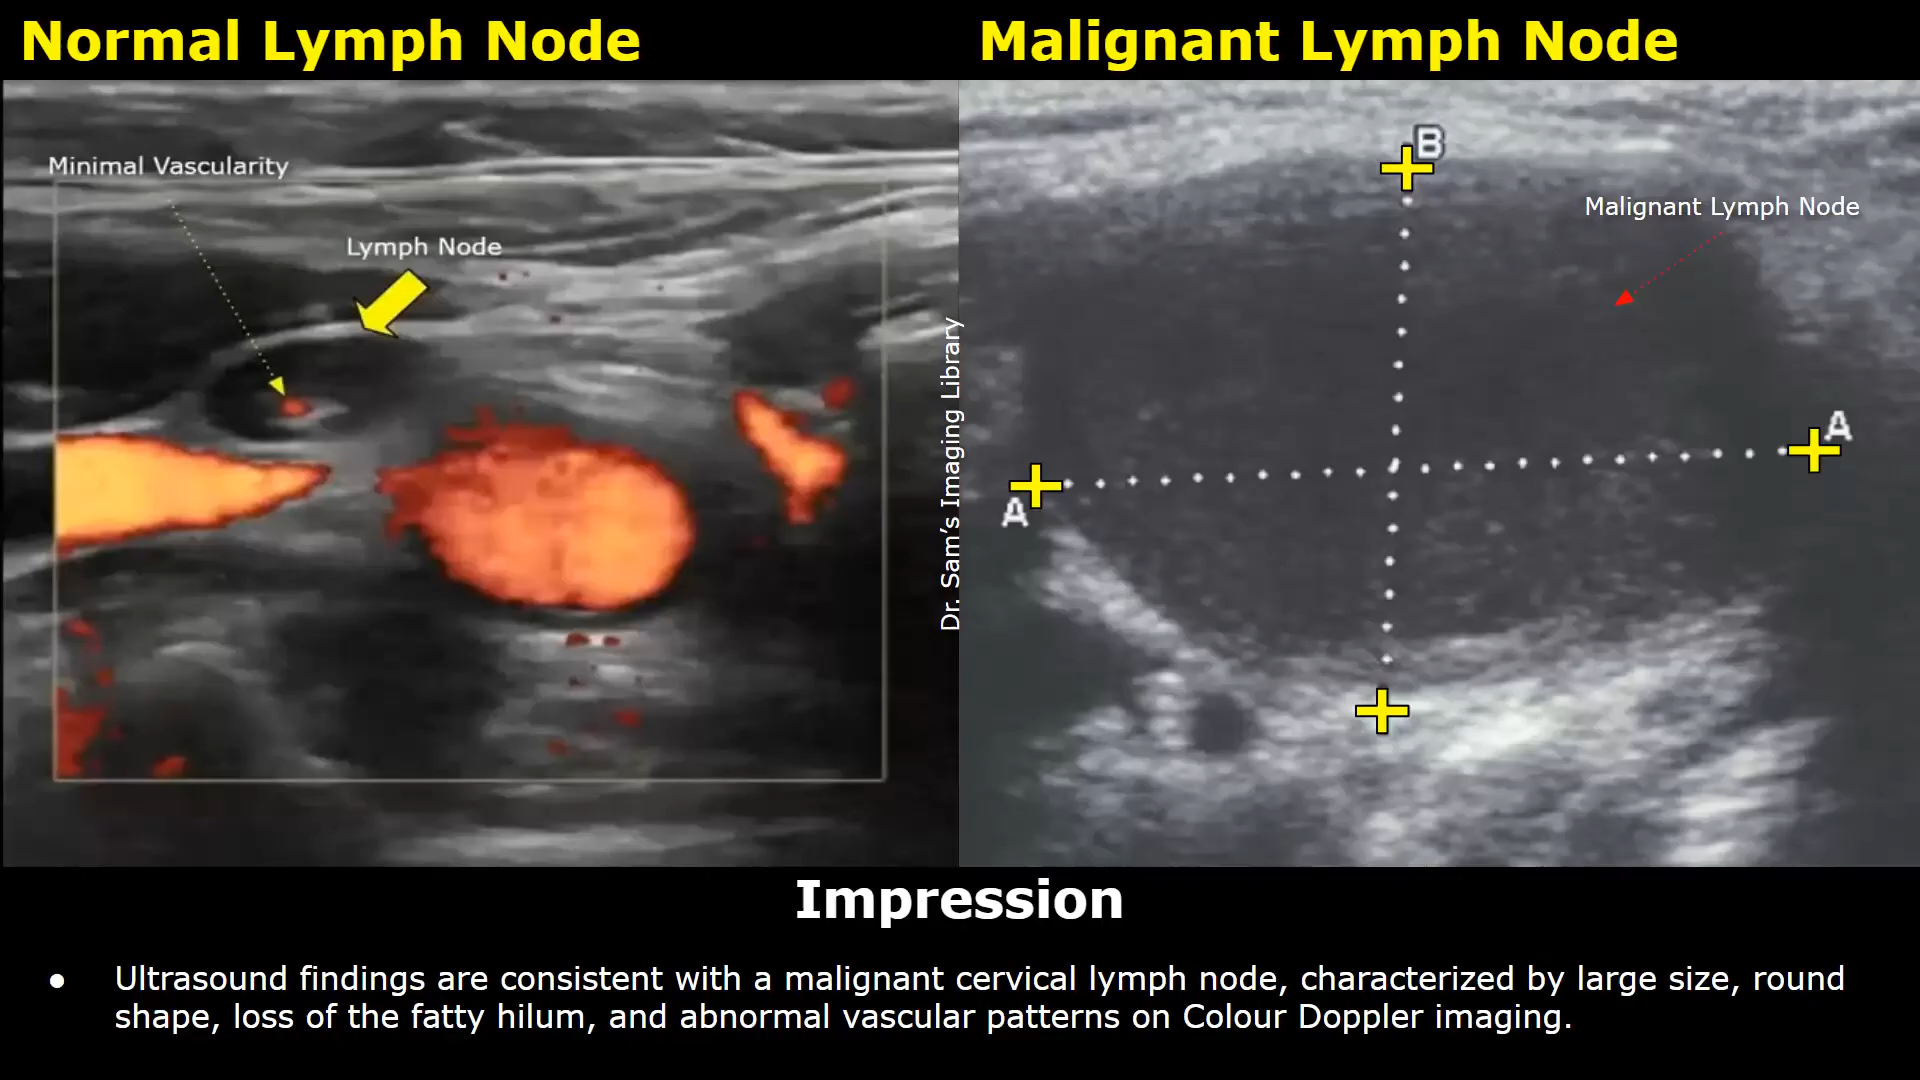 Normal Lymph Node
Malignant Lymph Node
Minimal Vascularity
Lymph Node
Dr. Sam’s Imaging Library
B
Malignant Lymph Node
A
A
Impression
● Ultrasound findings are consistent with a malignant cervical lymph node, characterized by large size, round
shape, loss of the fatty hilum, and abnormal vascular patterns on Colour Doppler imaging.